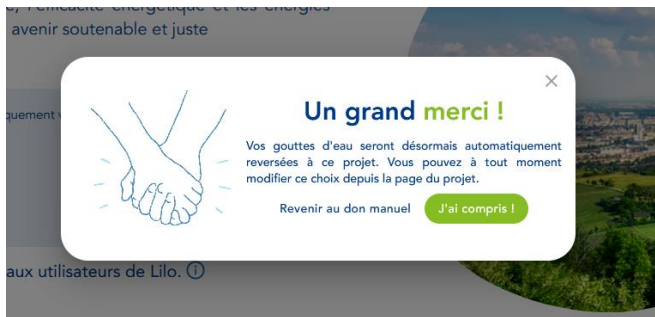 l'efficacité énergétique et les énergies
avenir soutenable et juste
Un grand merci !
quement
Vos gouttes d'eau seront désormais automatiquement
reversées à ce projet. Vous pouvez à tout moment
modifier ce choix depuis la page du projet.
Revenir au don manuel J'ai compris !
aux utilisateurs de Lilo.